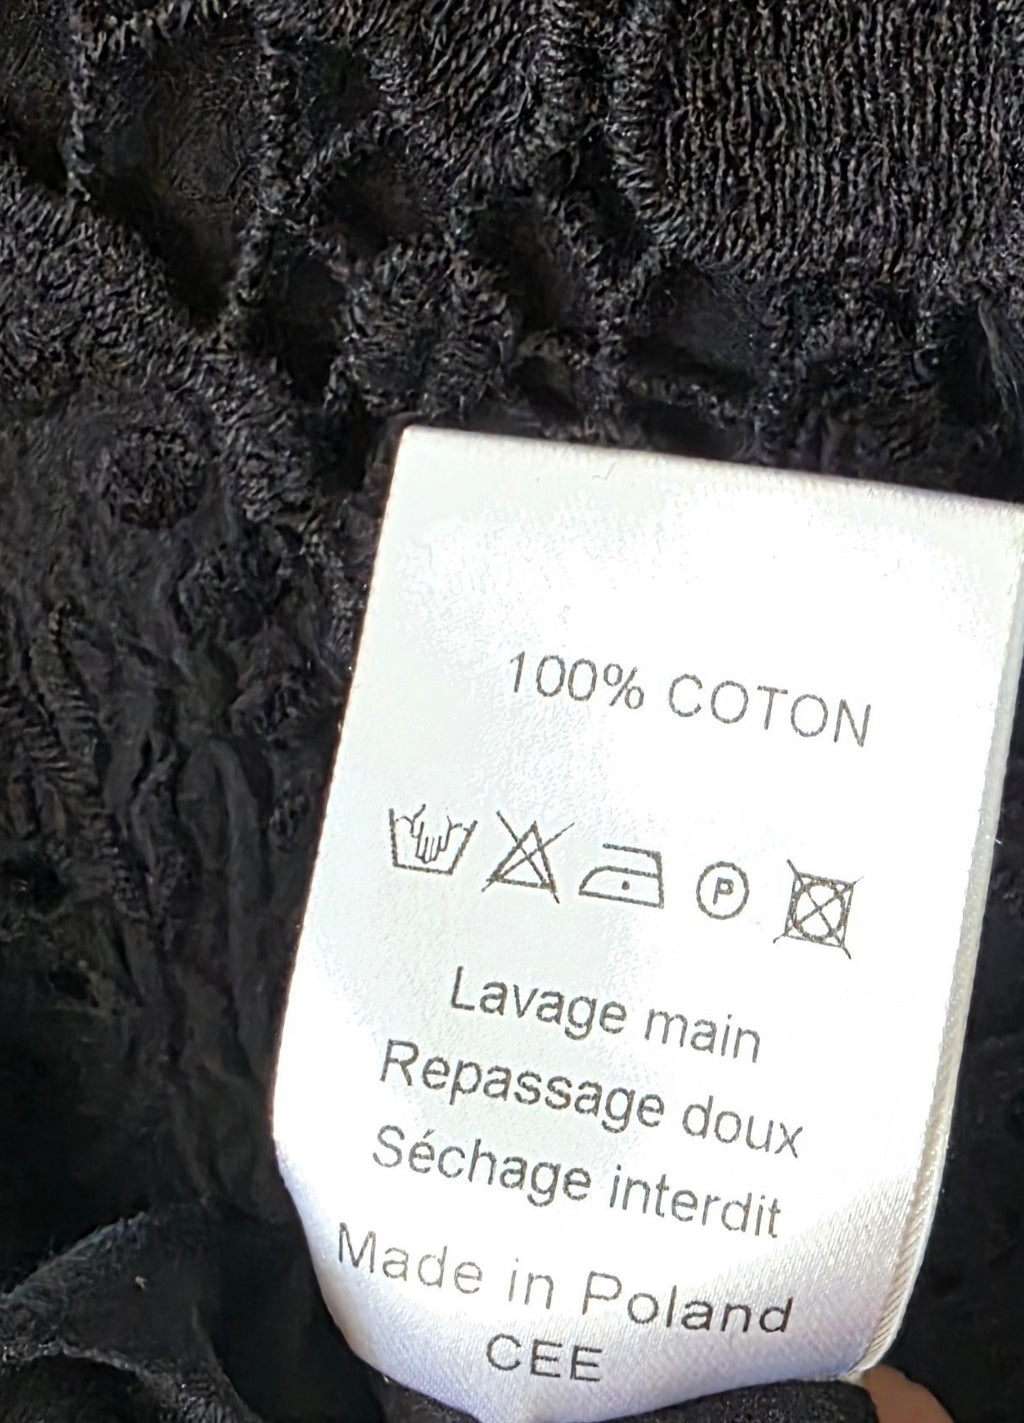 100% COTON
P
Lavage main
Repassage doux
Séchage interdit
Made in Poland
CEE